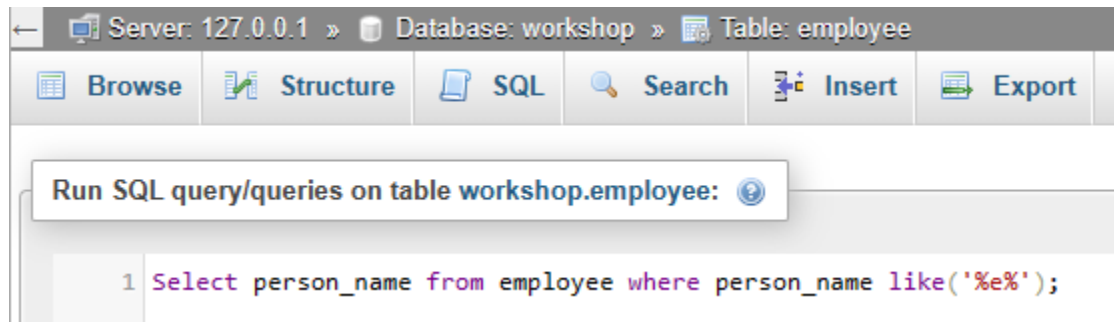 ← Server: 127.0.0.1 » Database: workshop » Table: employee
Browse Structure SQL Search Insert Export
Run SQL query/queries on table workshop.employee:
1 Select person_name from employee where person_name like('%e%');